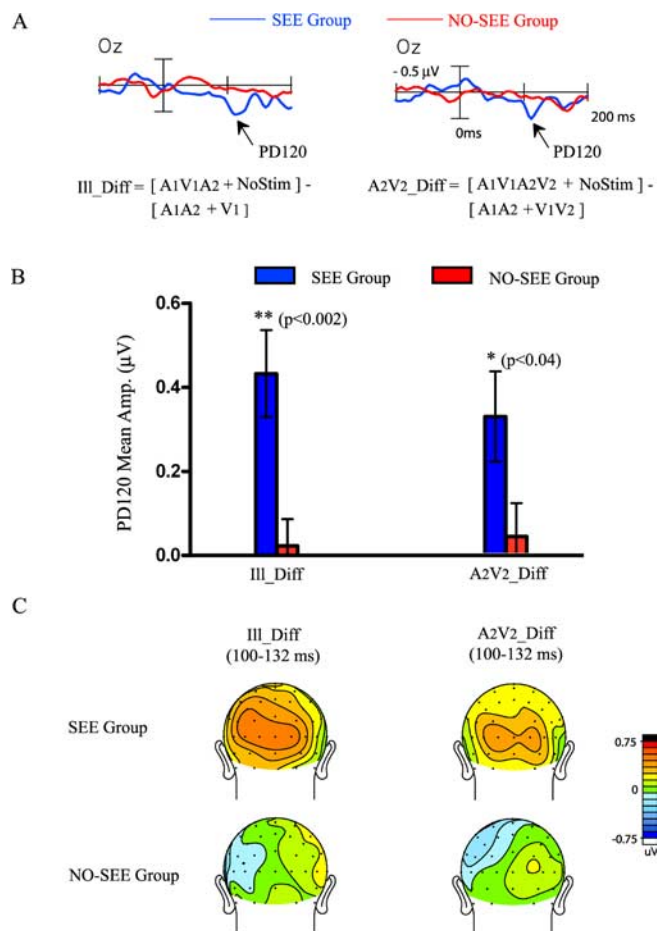 A
SEE Group NO-SEE Group
Oz Oz
- 0.5 µV
200 ms
0ms
PD120 PD120
Ill_Diff = [ A1V1A2 + NoStim ] - A2V2_Diff = [ A1V1A2V2 + NoStim ] -
[ A1A2 + V1 ] [ A1A2 + V1V2 ]
B
SEE Group NO-SEE Group
PD120 Mean Amp. (µV)
0.6
** (p<0.002)
* (p<0.04)
0.4
0.2
0.0
Ill_Diff A2V2_Diff
C
Ill_Diff A2V2_Diff
(100-132 ms) (100-132 ms)
SEE Group
0.75
0
-0.75
uV
NO-SEE Group